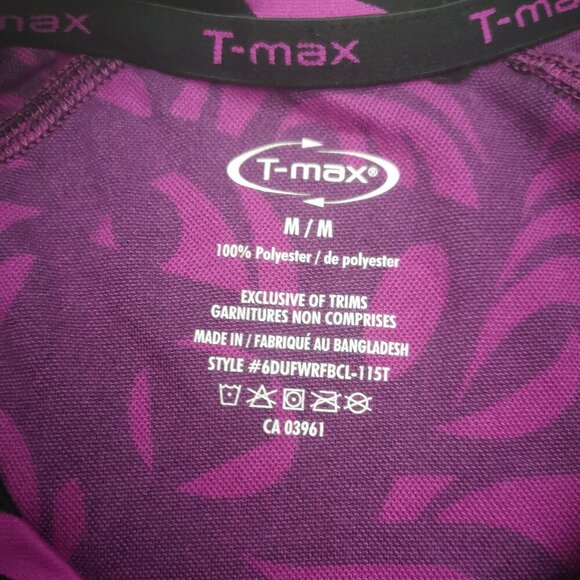 T-max
T-max
T-max
T-max®
M / M
100% Polyester / de polyester
EXCLUSIVE OF TRIMS
GARNITURES NON COMPRISES
MADE IN / FABRIQUÉ AU BANGLADESH
STYLE #6DUFWRFBCL-115T
CA 03961